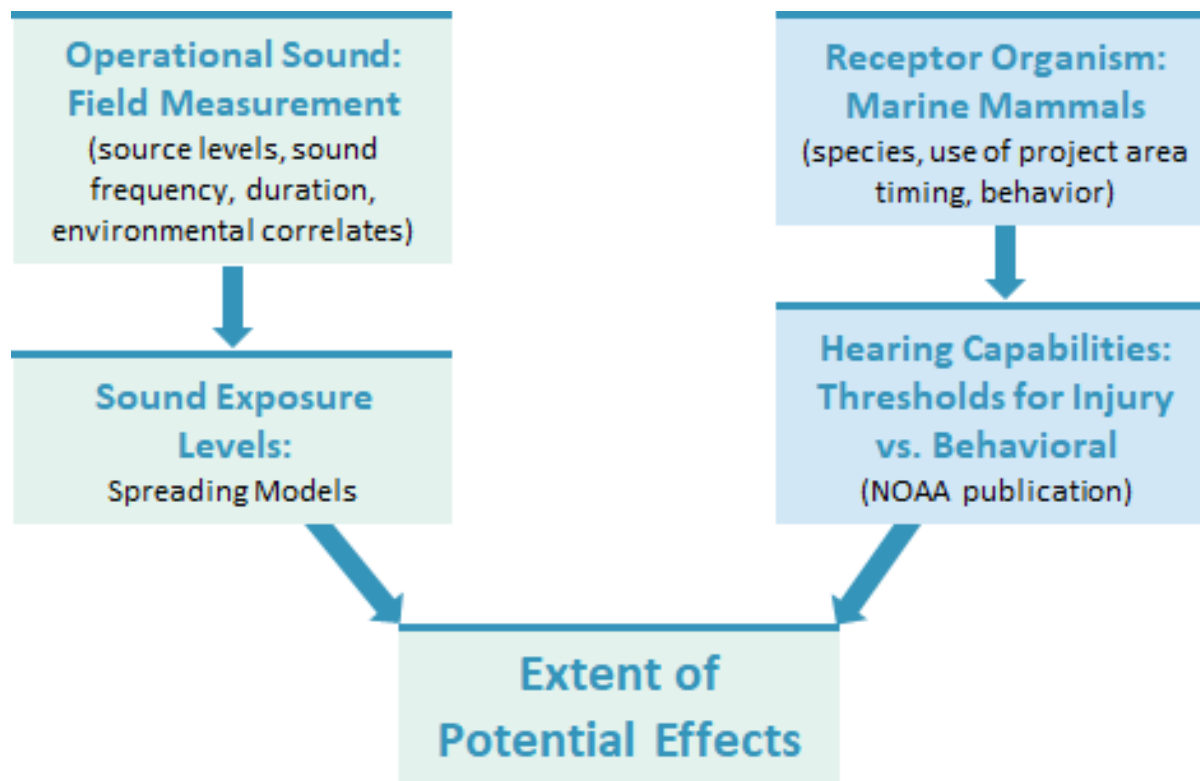 Operational Sound:
Field Measurement
(source levels, sound
frequency, duration,
environmental correlates)
Sound Exposure
Levels:
Spreading Models
Receptor Organism:
Marine Mammals
(species, use of project area
timing, behavior)
Hearing Capabilities:
Thresholds for Injury
vs. Behavioral
(NOAA publication)
Extent of
Potential Effects